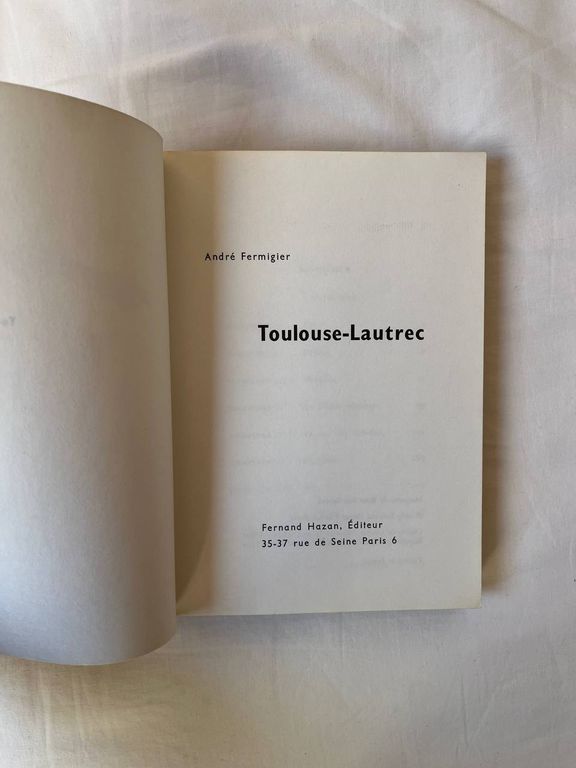 André Fermigier
Toulouse-Lautrec
Fernand Hazan, Éditeur
35-37 rue de Seine Paris 6